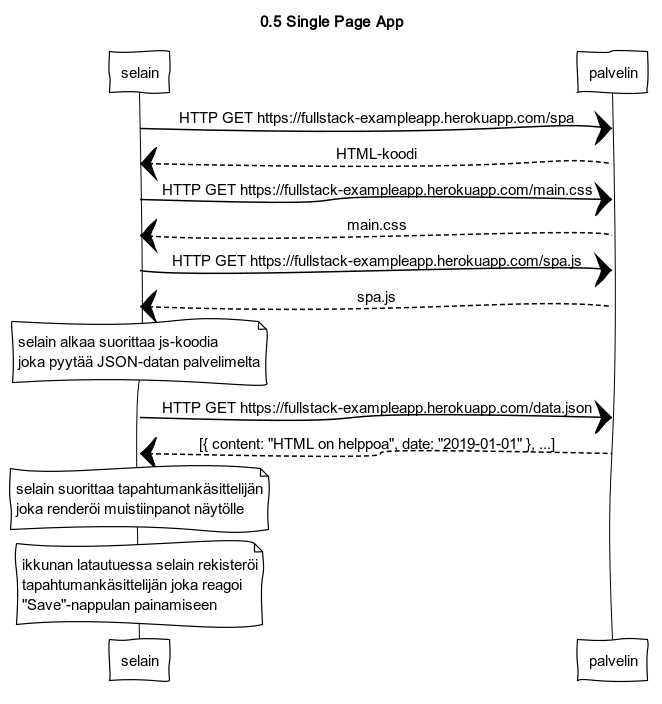 0.5 Single Page App
selain
palvelin
HTTP GET https://fullstack-exampleapp.herokuapp.com/spa
HTML-koodi
HTTP GET https://fullstack-exampleapp.herokuapp.com/main.css
main.css
HTTP GET https://fullstack-exampleapp.herokuapp.com/spa.js
spa.js
selain alkaa suorittaa js-koodia
joka pyytää JSON-datan palvelimelta
HTTP GET https://fullstack-exampleapp.herokuapp.com/data.json
[{ content: "HTML on helppoa", date: "2019-01-01" }, ...]
selain suorittaa tapahtumankäsittelijän
joka renderöi muistiinpanot näytölle
ikkunan latautuessa selain rekisteröi
tapahtumankäsittelijän joka reagoi
"Save"-nappulan painamiseen
selain
palvelin